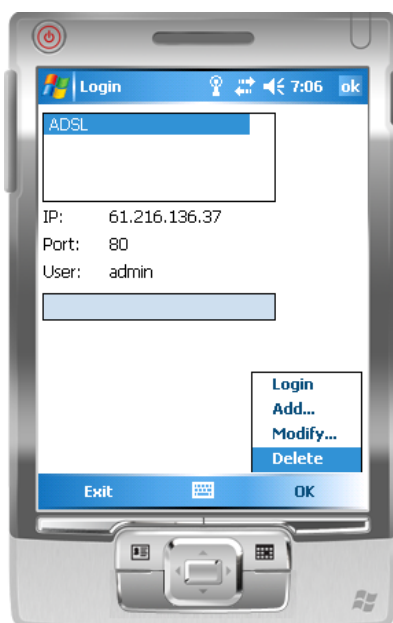 Login 7:06 ok
ADSL
IP: 61.216.136.37
Port: 80
User: admin
Login
Add...
Modify...
Delete
Exit OK